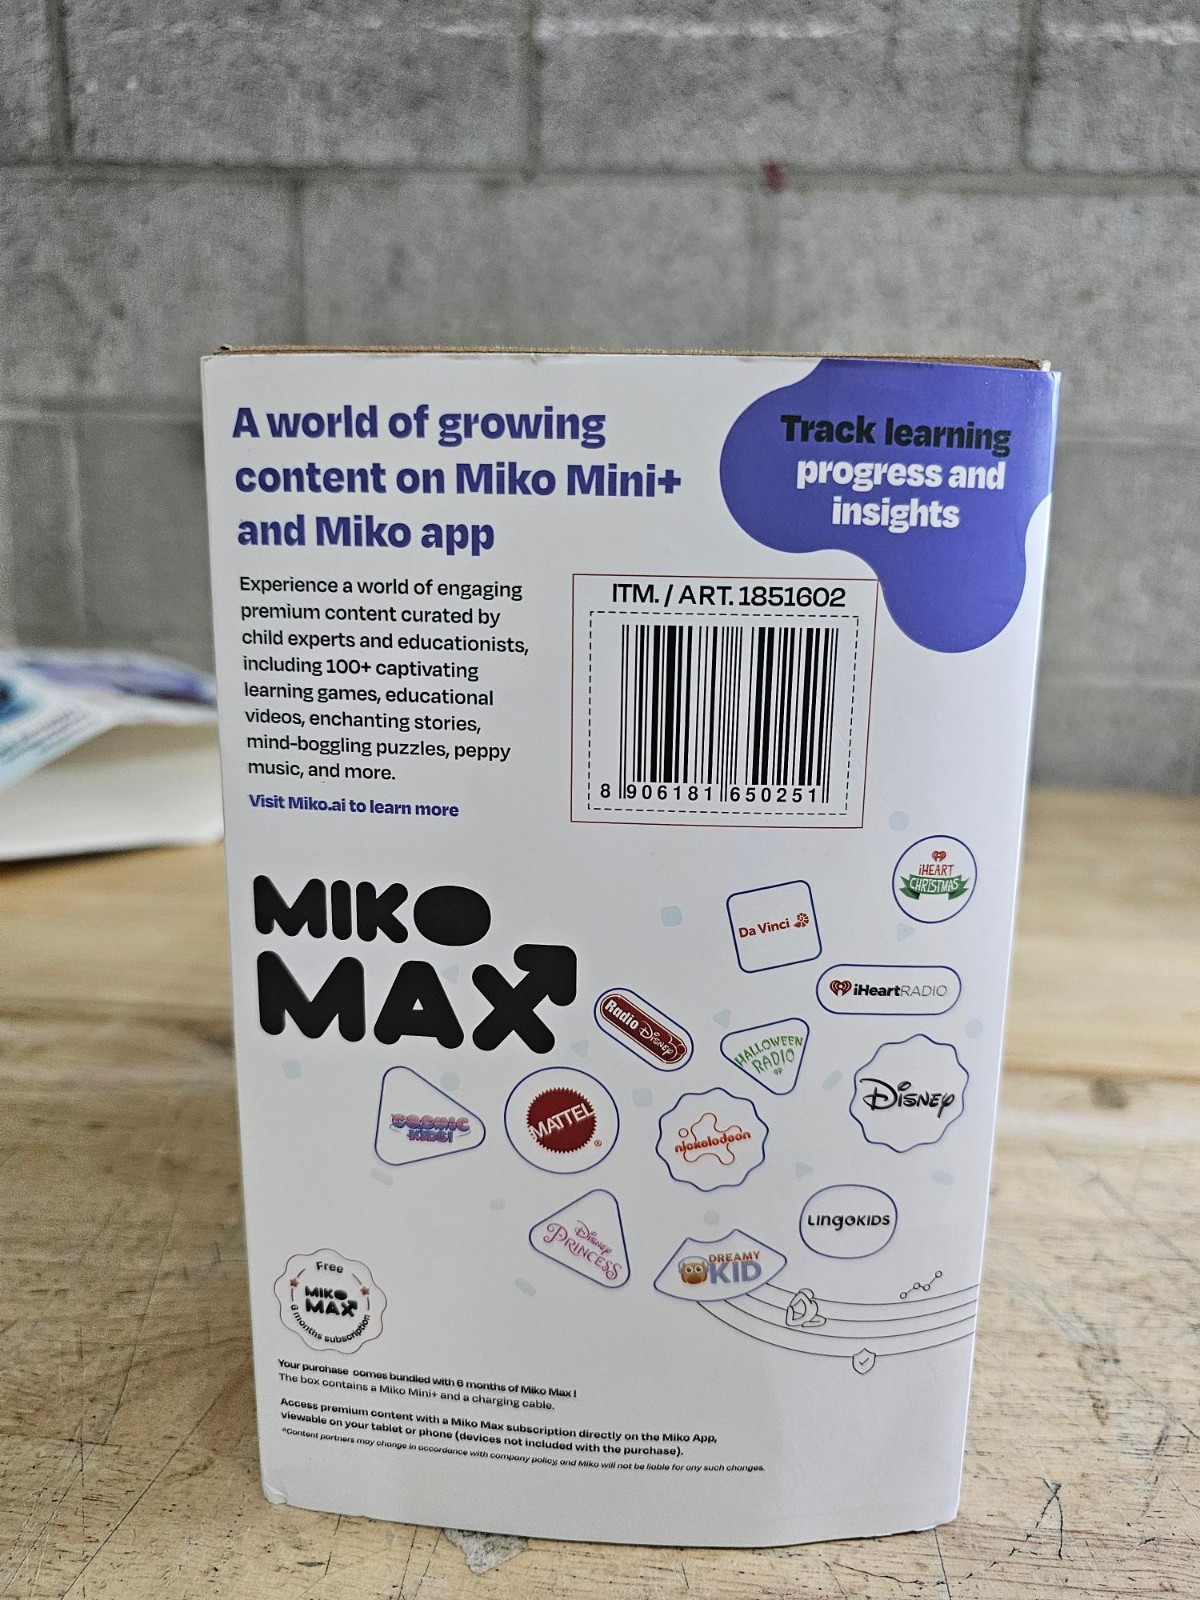 A world of growing
content on Miko Mini+
and Miko app
Track learning
progress and
insights
Experience a world of engaging
premium content curated by
child experts and educationists,
including 100+ captivating
learning games, educational
videos, enchanting stories,
mind-boggling puzzles, peppy
music, and more.
Visit Miko.ai to learn more
ITM. / ART. 1851602
8 906181 650251
MIKO
MAX
iHEART
CHRISTMAS
Da Vinci
iHeartRADIO
Radio Disney
HALLOWEEN
RADIO
Disney
COSMIC
KIDS!
MATTEL
®
nickelodeon
LINGOKIDS
Disney
PRINCESS
DREAMY
KID
Free
MIKO
MAX
6 months subscription
Your purchase comes bundled with 6 months of Miko Max !
The box contains a Miko Mini+ and a charging cable.
Access premium content with a Miko Max subscription directly on the Miko App,
viewable on your tablet or phone (devices not included with the purchase).
*Content partners may change in accordance with company policy, and Miko will not be liable for any such changes.